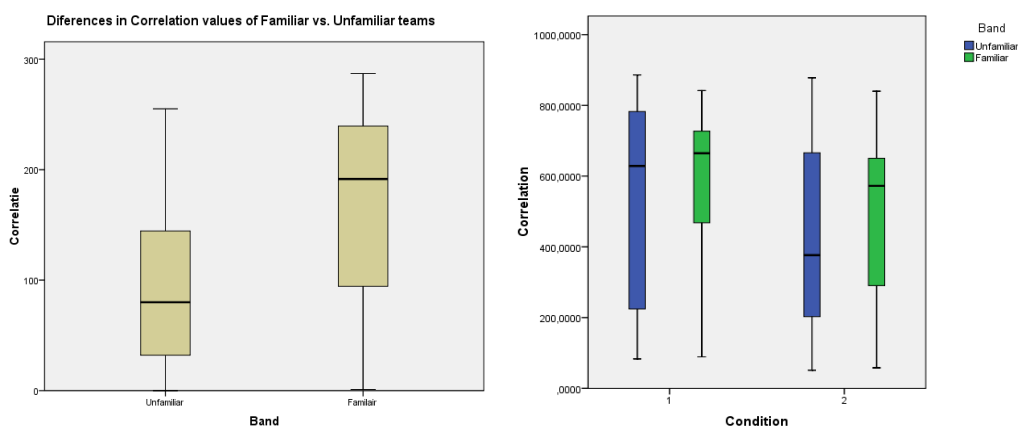 Diferences in Correlation values of Familiar vs. Unfamiliar teams
300
200
100
0
Correlatie
Unfamiliar
Familair
Band
1000,0000
800,0000
600,0000
400,0000
200,0000
,0000
Correlation
1
2
Condition
Band
Unfamiliar
Familiar